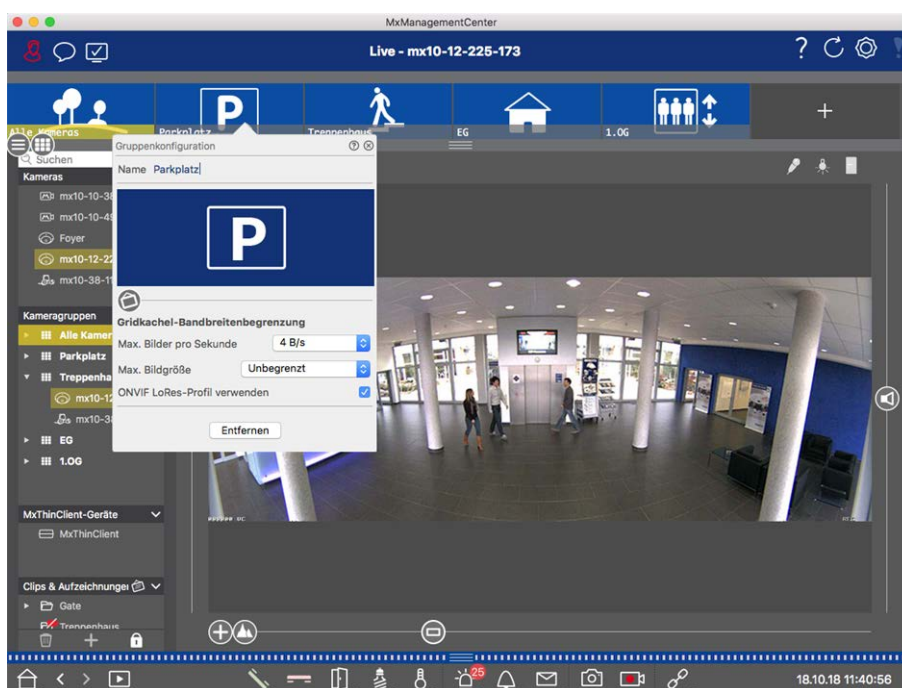 MxManagementCenter
Live - mx10-12-225-173
?
P
+
Alle Kameras
Parkplatz
Treppenhaus
EG
1.OG
Suchen
Kameras
mx10-10-38
mx10-10-49
Foyer
mx10-12-22
mx10-38-11
Kameragruppen
Alle Kamer
Parkplatz
Treppenha
mx10-12
mx10-3
EG
1.OG
MxThinClient-Geräte
MxThinClient
Clips & Aufzeichnungen
Gate
Treppenhaus
Gruppenkonfiguration
Name Parkplatz
P
Gridkachel-Bandbreitenbegrenzung
Max. Bilder pro Sekunde 4 B/s
Max. Bildgröße Unbegrenzt
ONVIF LoRes-Profil verwenden
Entfernen
25
18.10.18 11:40:56